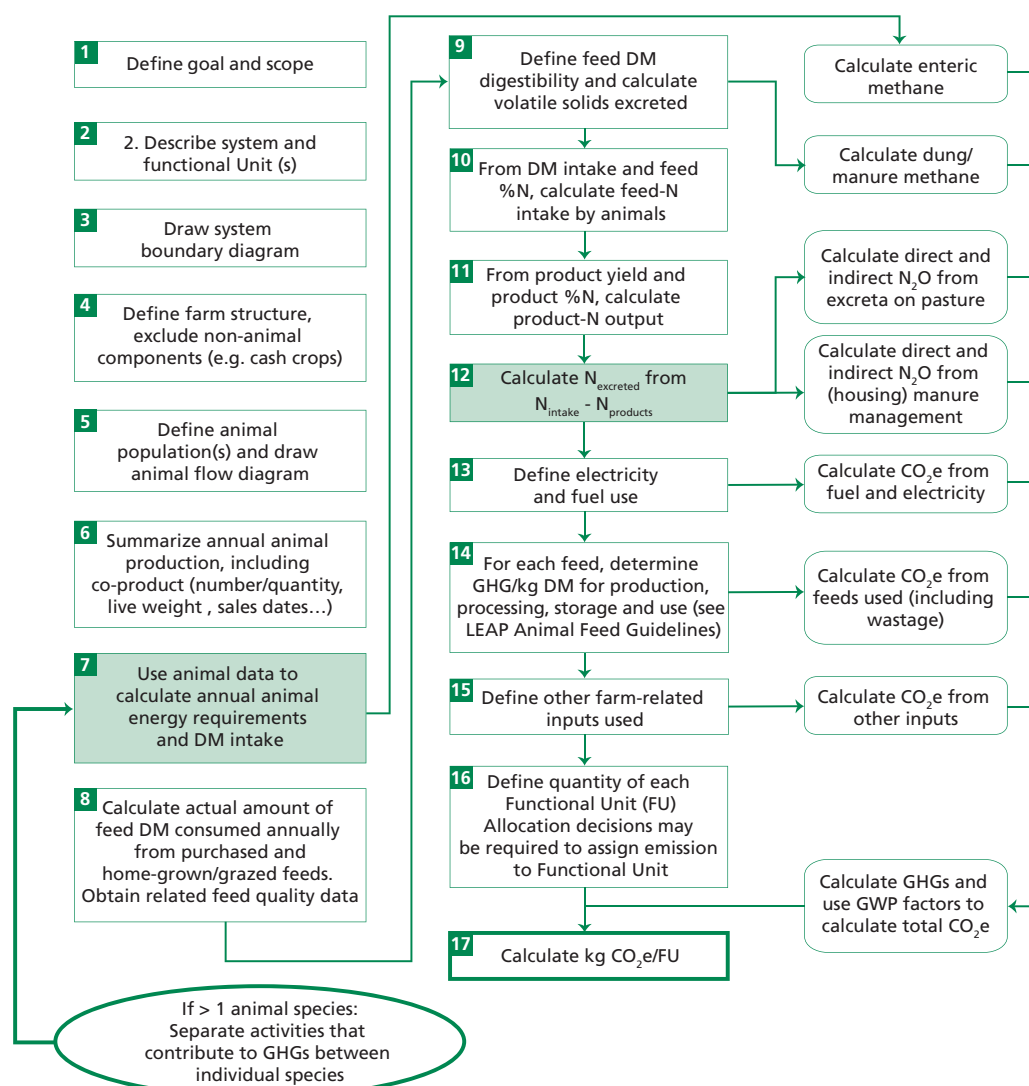 1
Define goal and scope
2
2. Describe system and
functional Unit (s)
3
Draw system
boundary diagram
4
Define farm structure,
exclude non-animal
components (e.g. cash crops)
5
Define animal
population(s) and draw
animal flow diagram
6
Summarize annual animal
production, including
co-product (number/quantity,
live weight , sales dates…)
7
Use animal data to
calculate annual animal
energy requirements
and DM intake
8
Calculate actual amount of
feed DM consumed annually
from purchased and
home-grown/grazed feeds.
Obtain related feed quality data
If > 1 animal species:
Separate activities that
contribute to GHGs between
individual species
9
Define feed DM
digestibility and calculate
volatile solids excreted
10
From DM intake and feed
%N, calculate feed-N
intake by animals
11
From product yield and
product %N, calculate
product-N output
12
Calculate N excreted from
N intake - N products
13
Define electricity
and fuel use
14
For each feed, determine
GHG/kg DM for production,
processing, storage and use (see
LEAP Animal Feed Guidelines)
15
Define other farm-related
inputs used
16
Define quantity of each
Functional Unit (FU)
Allocation decisions may
be required to assign emission
to Functional Unit
17
Calculate kg CO₂e/FU
Calculate enteric
methane
Calculate dung/
manure methane
Calculate direct and
indirect N₂O from
excreta on pasture
Calculate direct and
indirect N₂O from
(housing) manure
management
Calculate CO₂e from
fuel and electricity
Calculate CO₂e from
feeds used (including
wastage)
Calculate CO₂e from
other inputs
Calculate GHGs and
use GWP factors to
calculate total CO₂e